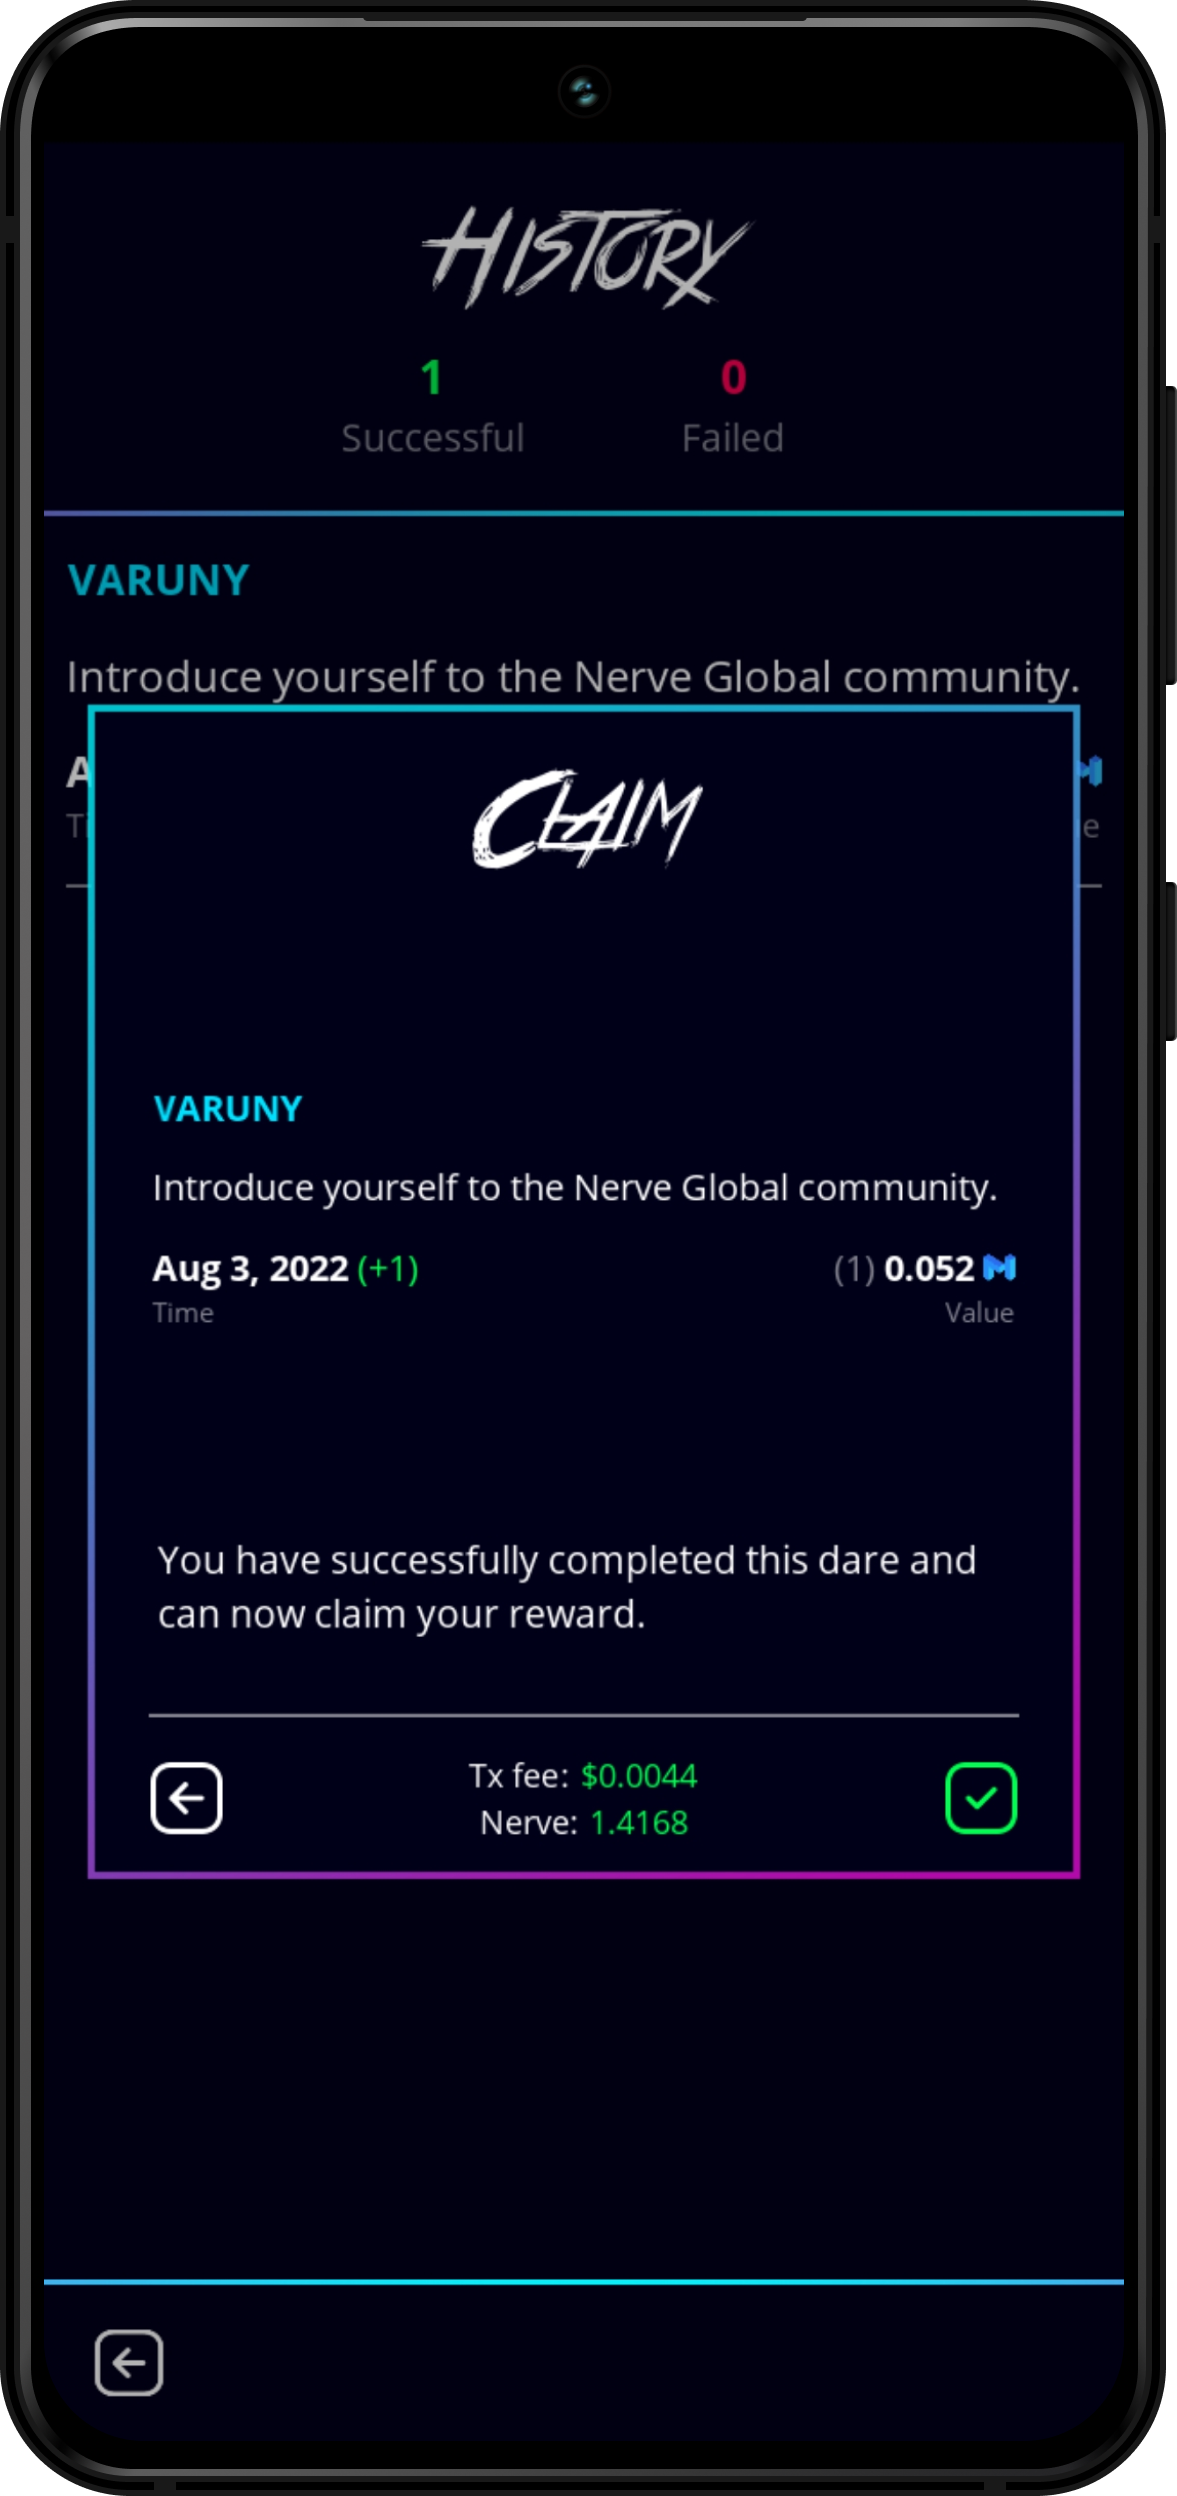 HISTORY
1 0
Successful Failed
VARUNY
Introduce yourself to the Nerve Global community.
CLAIM
VARUNY
Introduce yourself to the Nerve Global community.
Aug 3, 2022 (+1) (1) 0.052
Time Value
You have successfully completed this dare and
can now claim your reward.
Tx fee: $0.0044
Nerve: 1.4168